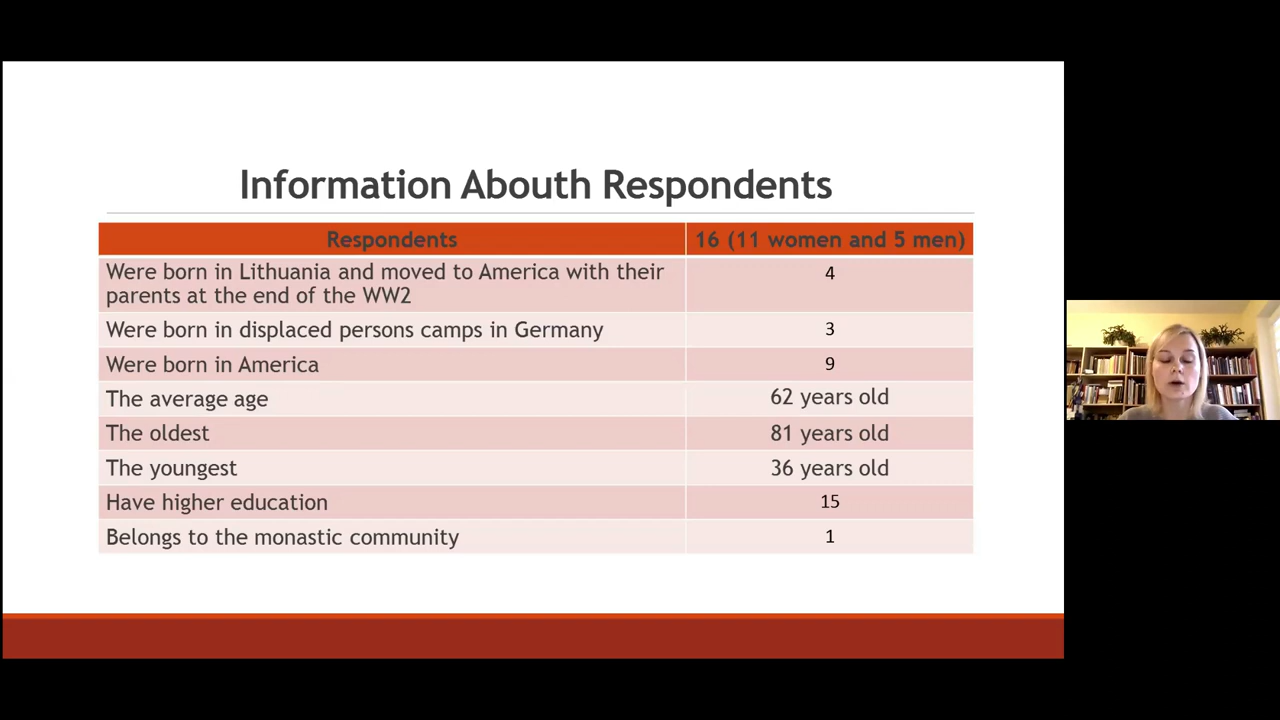 Information Abouth Respondents
Respondents 16 (11 women and 5 men)
Were born in Lithuania and moved to America with their
parents at the end of the WW2 4
Were born in displaced persons camps in Germany 3
Were born in America 9
The average age 62 years old
The oldest 81 years old
The youngest 36 years old
Have higher education 15
Belongs to the monastic community 1